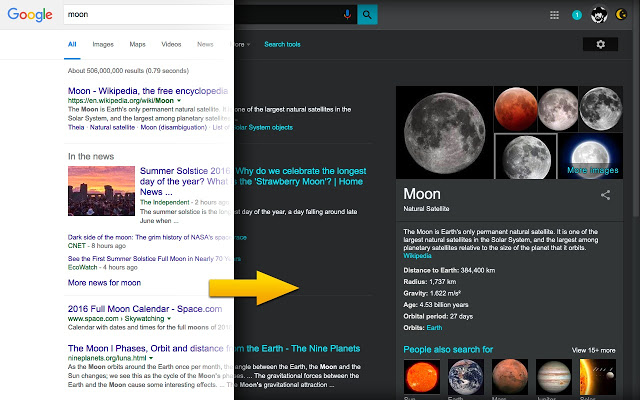 Google
moon
1
All Images Maps Videos News More Search tools
About 506,000,000 results (0.79 seconds)
Moon - Wikipedia, the free encyclopedia
https://en.wikipedia.org/wiki/Moon
The Moon is Earth's only permanent natural satellite. It is one of the largest natural satellites in the
Solar System, and the largest among planetary satellites
Theia · Natural satellite · Moon (disambiguation) · List of Solar System objects
In the news
Summer Solstice 2016 Why do we celebrate the longest
day of the year? What is the 'Strawberry Moon'? | Home
News ...
The Independent - 2 hours ago
The summer solstice is the longest day of the year, a day falling around late
June when ...
Dark side of the moon: The grim history of NASA's space
CNET - 8 hours ago
See the First Summer Solstice Full Moon in Nearly 70 Years
EcoWatch - 4 hours ago
More news for moon
2016 Full Moon Calendar - Space.com
www.space.com › Skywatching
Calendar with dates and times for the full moons of 2016
The Moon | Phases, Orbit and distance from the Earth - The Nine Planets
nineplanets.org/luna.html
As the Moon orbits around the Earth once per month, the angle between the Earth, the Moon and the
Sun changes; we see this as the cycle of the Moon's phases. ... The gravitational forces between the
Earth and the Moon cause some interesting effects. ... The Moon's gravitational attraction ...
More images
Moon
Natural Satellite
The Moon is Earth's only permanent natural satellite. It is one of the
largest natural satellites in the Solar System, and the largest among
planetary satellites relative to the size of the planet that it orbits.
Wikipedia
Distance to Earth: 384,400 km
Radius: 1,737 km
Gravity: 1.622 m/s²
Age: 4.53 billion years
Orbital period: 27 days
Orbits: Earth
People also search for View 15+ more
Sun Earth Mars Jupiter Solar